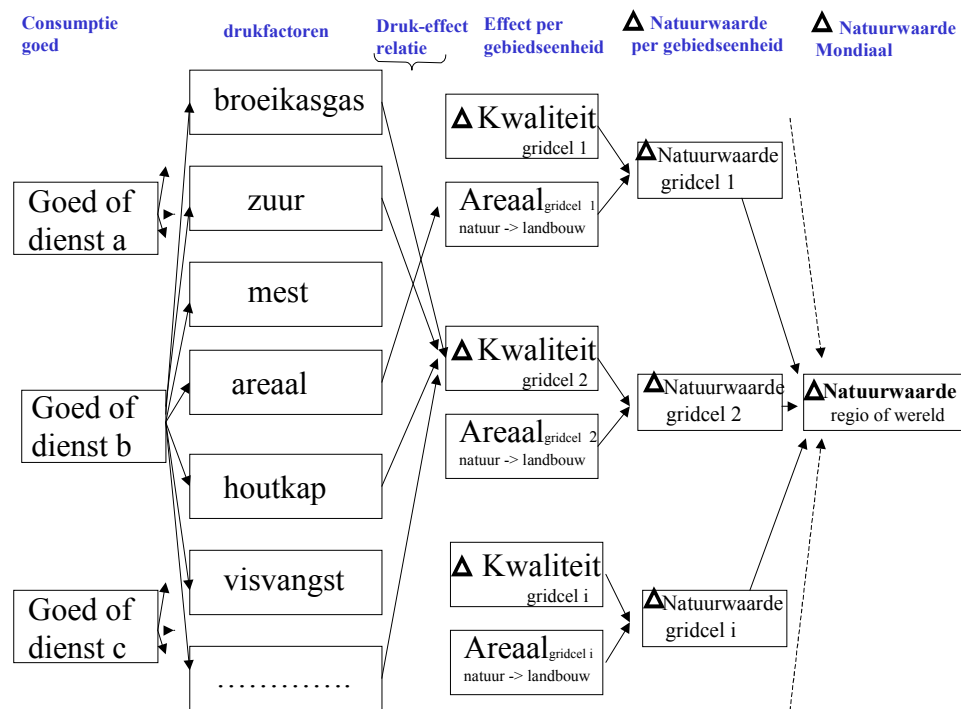 Consumptie
goed
drukfactoren
Druk-effect
relatie
Effect per
gebiedseenheid
Δ Natuurwaarde
per gebiedseenheid
Δ Natuurwaarde
Mondiaal
broeikasgas
zuur
mest
areaal
houtkap
visvangst
.............
Goed of
dienst a
Goed of
dienst b
Goed of
dienst c
Δ Kwaliteit
gridcel 1
Areaal gridcel 1
natuur -> landbouw
Δ Kwaliteit
gridcel 2
Areaal gridcel 2
natuur -> landbouw
Δ Kwaliteit
gridcel i
Areaal gridcel i
natuur -> landbouw
Δ Natuurwaarde
gridcel 1
Δ Natuurwaarde
gridcel 2
Δ Natuurwaarde
gridcel i
Δ Natuurwaarde
regio of wereld